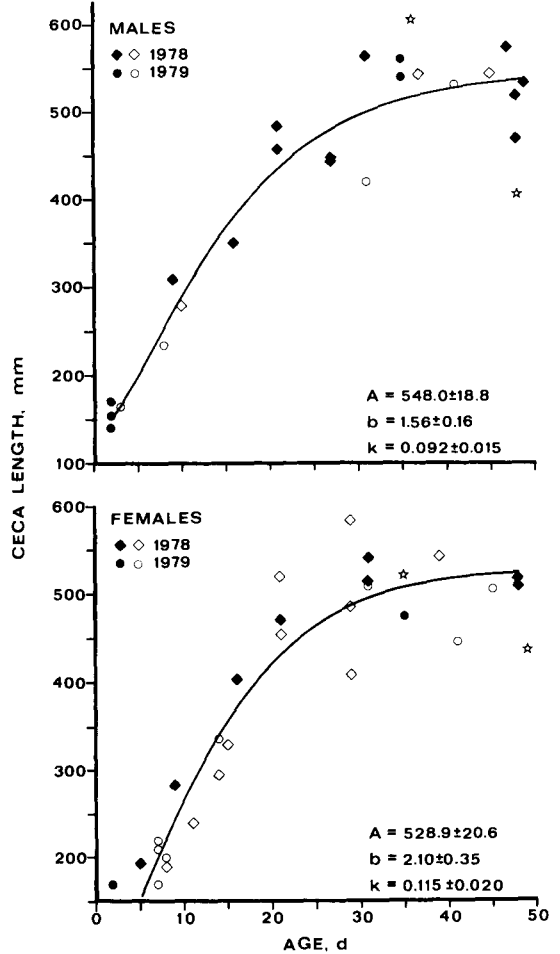 MALES
◆ ◇ 1978
● ○ 1979
600
500
400
300
200
100
A = 548.0±18.8
b = 1.56±0.16
k = 0.092±0.015
CECA LENGTH, mm
FEMALES
◆ ◇ 1978
● ○ 1979
600
500
400
300
200
A = 528.9±20.6
b = 2.10±0.35
k = 0.115±0.020
0 10 20 30 40 50
AGE, d